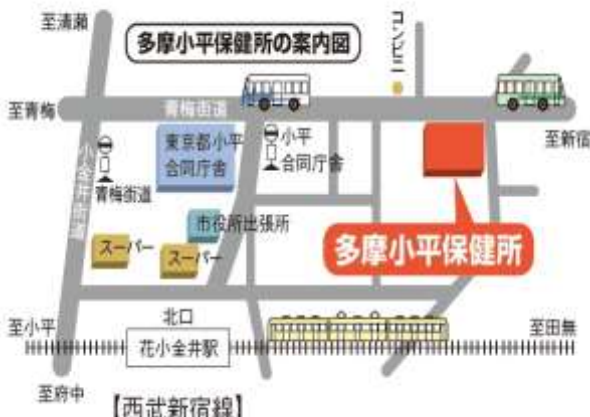 至清瀬
多摩小平保健所の案内図
コンビニ
至青梅
青梅街道
至新宿
小金井街道
青梅街道
東京都小平
合同庁舎
小平
合同庁舎
市役所出張所
スーパー
スーパー
多摩小平保健所
至小平
北口
花小金井駅
至田無
至府中
【西武新宿線】